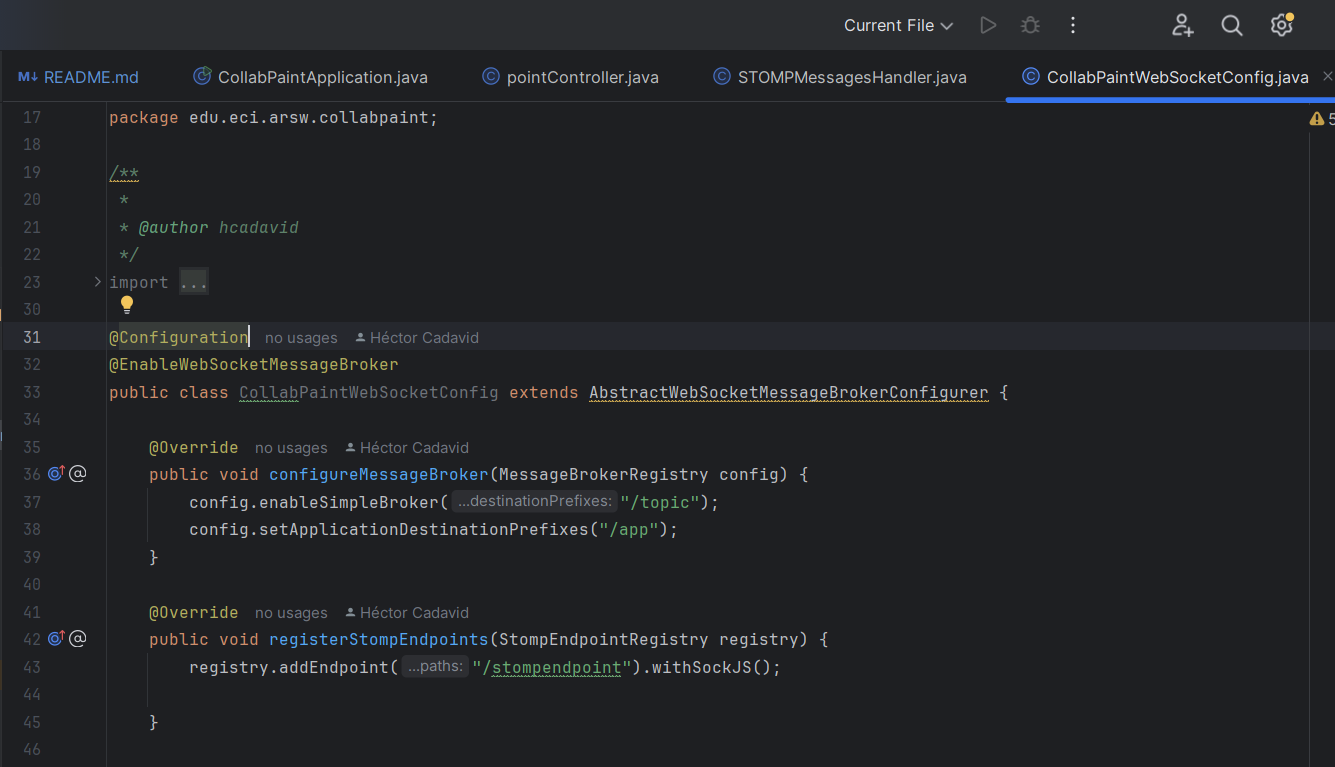 Current File
M↓ README.md CollabPaintApplication.java pointController.java STOMPMessagesHandler.java CollabPaintWebSocketConfig.java
17 package edu.eci.arsw.collabpaint; 5
18
19 /**
20 *
21 * @author hcadavid
22 */
23 import ...
30
31 @Configuration no usages Héctor Cadavid
32 @EnableWebSocketMessageBroker
33 public class CollabPaintWebSocketConfig extends AbstractWebSocketMessageBrokerConfigurer {
34
35 @Override no usages Héctor Cadavid
36 public void configureMessageBroker(MessageBrokerRegistry config) {
37 config.enableSimpleBroker( ...destinationPrefixes: "/topic");
38 config.setApplicationDestinationPrefixes("/app");
39 }
40
41 @Override no usages Héctor Cadavid
42 public void registerStompEndpoints(StompEndpointRegistry registry) {
43 registry.addEndpoint( ...paths: "/stompendpoint").withSockJS();
44
45 }
46